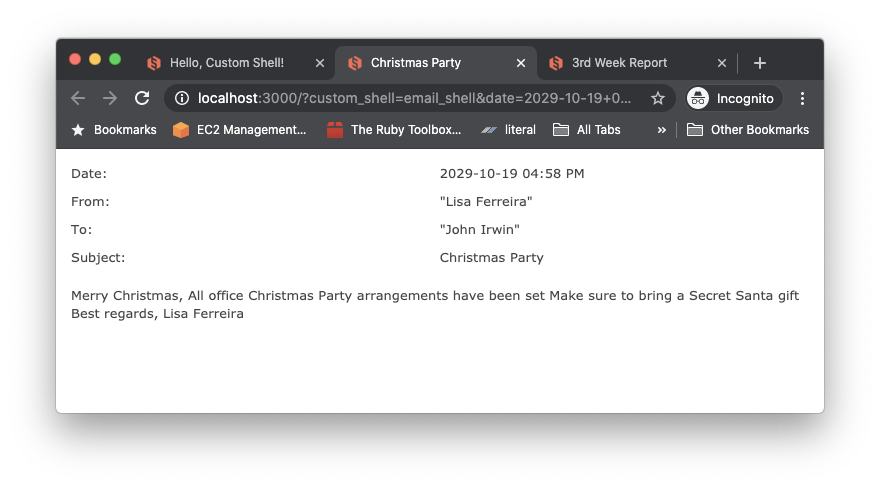 Hello, Custom Shell!
Christmas Party
3rd Week Report
localhost:3000/?custom_shell=email_shell&date=2029-10-19+0...
Incognito
Bookmarks
EC2 Management...
The Ruby Toolbox...
literal
All Tabs
»
Other Bookmarks
Date: 2029-10-19 04:58 PM
From: "Lisa Ferreira"
To: "John Irwin"
Subject: Christmas Party
Merry Christmas, All office Christmas Party arrangements have been set Make sure to bring a Secret Santa gift
Best regards, Lisa Ferreira